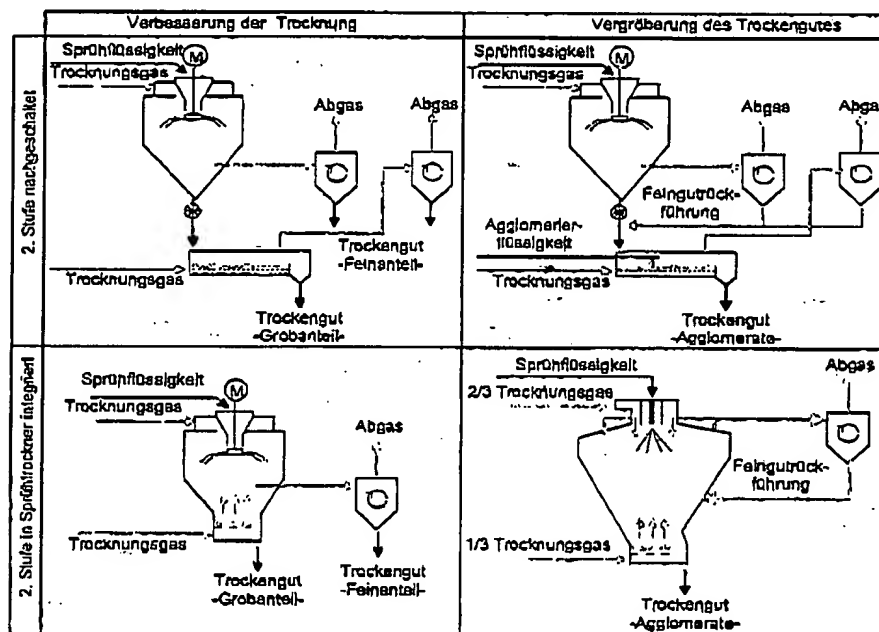 Verbesserung der Trocknung
Vergröbarung des Trockengutes
2. Stufe nachgeschaltet
Sprühflüssigkeit
Trocknungsgas
M
Abgas
Abgas
Trocknungsgas
Trockengut
-Feinanteil-
Trockengut
-Grobanteil-
Sprühflüssigkeit
Trocknungsgas
M
Abgas
Abgas
Feingutrück-
führung
Agglomerier-
flüssigkeit
Trocknungsgas
Trockengut
-Agglomerate-
2. Stufe in Sprühtrockner integriert
Sprühflüssigkeit
Trocknungsgas
M
Abgas
Trocknungsgas
Trockengut
-Grobanteil-
Trockengut
-Feinanteil-
Sprühflüssigkeit
2/3 Trocknungsgas
Abgas
Feingutrück-
führung
1/3 Trocknungsgas
Trockengut
-Agglomerate-